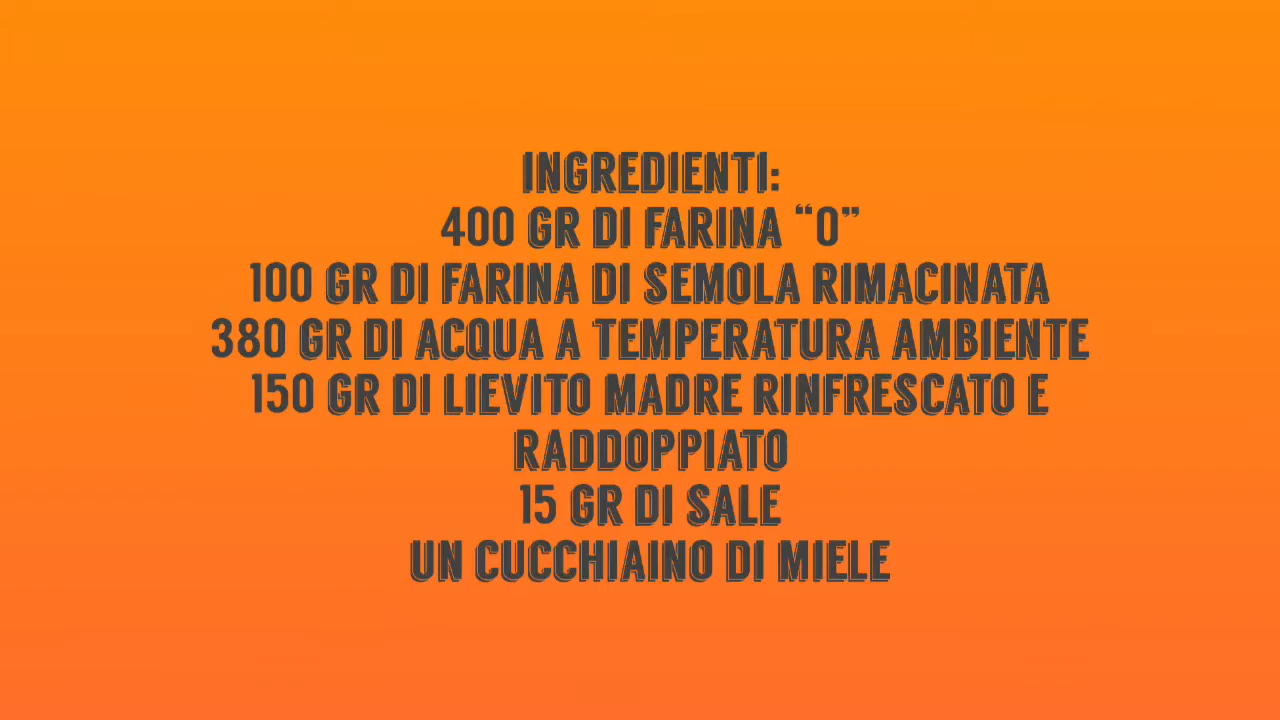 INGREDIENTI:
400 GR DI FARINA “0”
100 GR DI FARINA DI SEMOLA RIMACINATA
380 GR DI ACQUA A TEMPERATURA AMBIENTE
150 GR DI LIEVITO MADRE RINFRESCATO E
RADDOPPIATO
15 GR DI SALE
UN CUCCHIAINO DI MIELE